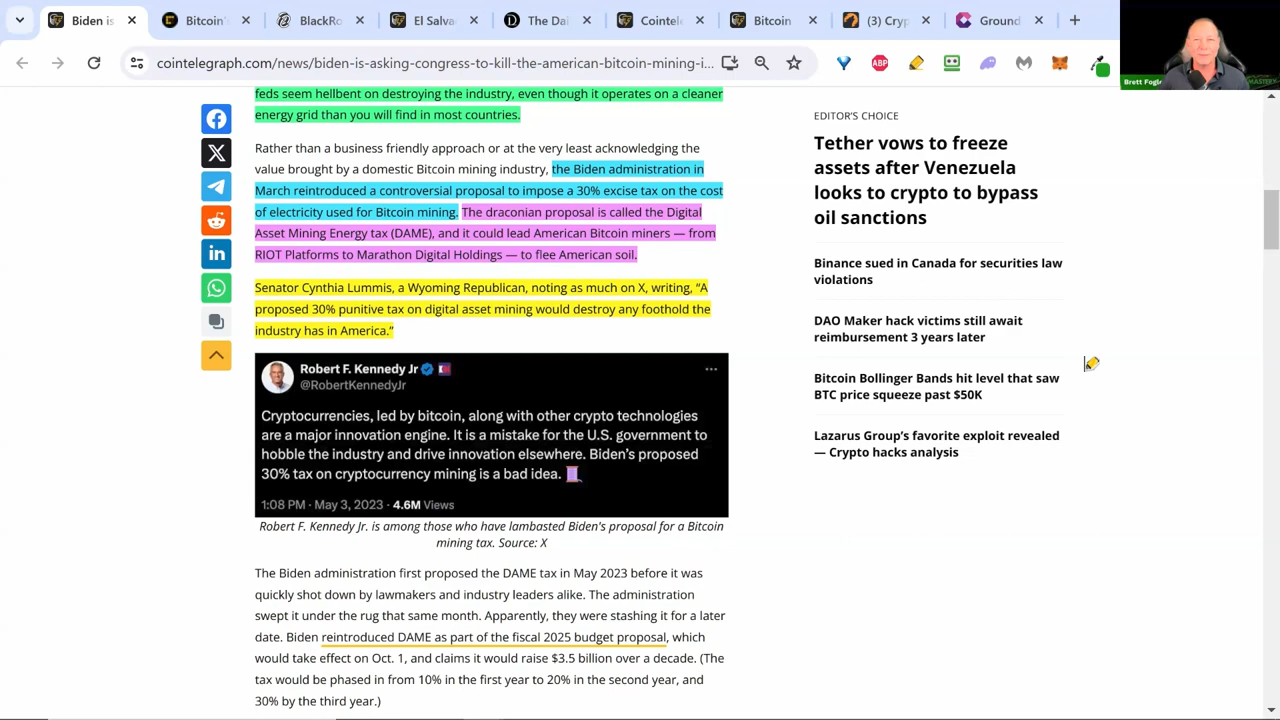 Biden is
Bitcoin's
BlackRo
El Salva
The Dai
Cointele
Bitcoin
(3) Cryp
Ground
cointelegraph.com/news/biden-is-asking-congress-to-kill-the-american-bitcoin-mining-i...
ABP
Brett Fogle
feds seem hellbent on destroying the industry, even though it operates on a cleaner
energy grid than you will find in most countries.
Rather than a business friendly approach or at the very least acknowledging the
value brought by a domestic Bitcoin mining industry, the Biden administration in
March reintroduced a controversial proposal to impose a 30% excise tax on the cost
of electricity used for Bitcoin mining. The draconian proposal is called the Digital
Asset Mining Energy tax (DAME), and it could lead American Bitcoin miners — from
RIOT Platforms to Marathon Digital Holdings — to flee American soil.
Senator Cynthia Lummis, a Wyoming Republican, noting as much on X, writing, “A
proposed 30% punitive tax on digital asset mining would destroy any foothold the
industry has in America.”
Robert F. Kennedy Jr
@RobertKennedyJr
Cryptocurrencies, led by bitcoin, along with other crypto technologies
are a major innovation engine. It is a mistake for the U.S. government to
hobble the industry and drive innovation elsewhere. Biden's proposed
30% tax on cryptocurrency mining is a bad idea.
1:08 PM · May 3, 2023 · 4.6M Views
Robert F. Kennedy Jr. is among those who have lambasted Biden's proposal for a Bitcoin
mining tax. Source: X
The Biden administration first proposed the DAME tax in May 2023 before it was
quickly shot down by lawmakers and industry leaders alike. The administration
swept it under the rug that same month. Apparently, they were stashing it for a later
date. Biden reintroduced DAME as part of the fiscal 2025 budget proposal, which
would take effect on Oct. 1, and claims it would raise $3.5 billion over a decade. (The
tax would be phased in from 10% in the first year to 20% in the second year, and
30% by the third year.)
EDITOR'S CHOICE
Tether vows to freeze
assets after Venezuela
looks to crypto to bypass
oil sanctions
Binance sued in Canada for securities law
violations
DAO Maker hack victims still await
reimbursement 3 years later
Bitcoin Bollinger Bands hit level that saw
BTC price squeeze past $50K
Lazarus Group’s favorite exploit revealed
— Crypto hacks analysis